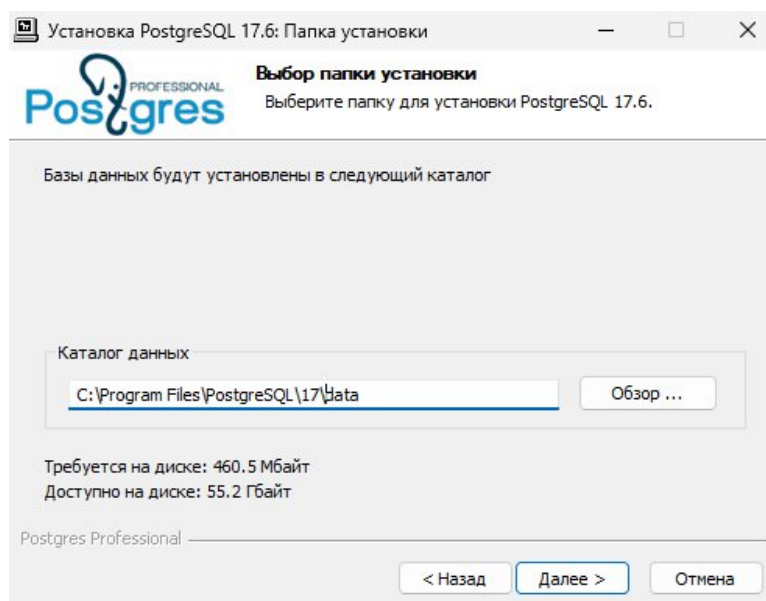 Установка PostgreSQL 17.6: Папка установки
PROFESSIONAL
Postgres
Выбор папки установки
Выберите папку для установки PostgreSQL 17.6.
Базы данных будут установлены в следующий каталог
Каталог данных
C:\Program Files\PostgreSQL\17\data
Обзор ...
Требуется на диске: 460.5 Мбайт
Доступно на диске: 55.2 Гбайт
Postgres Professional
< Назад
Далее >
Отмена